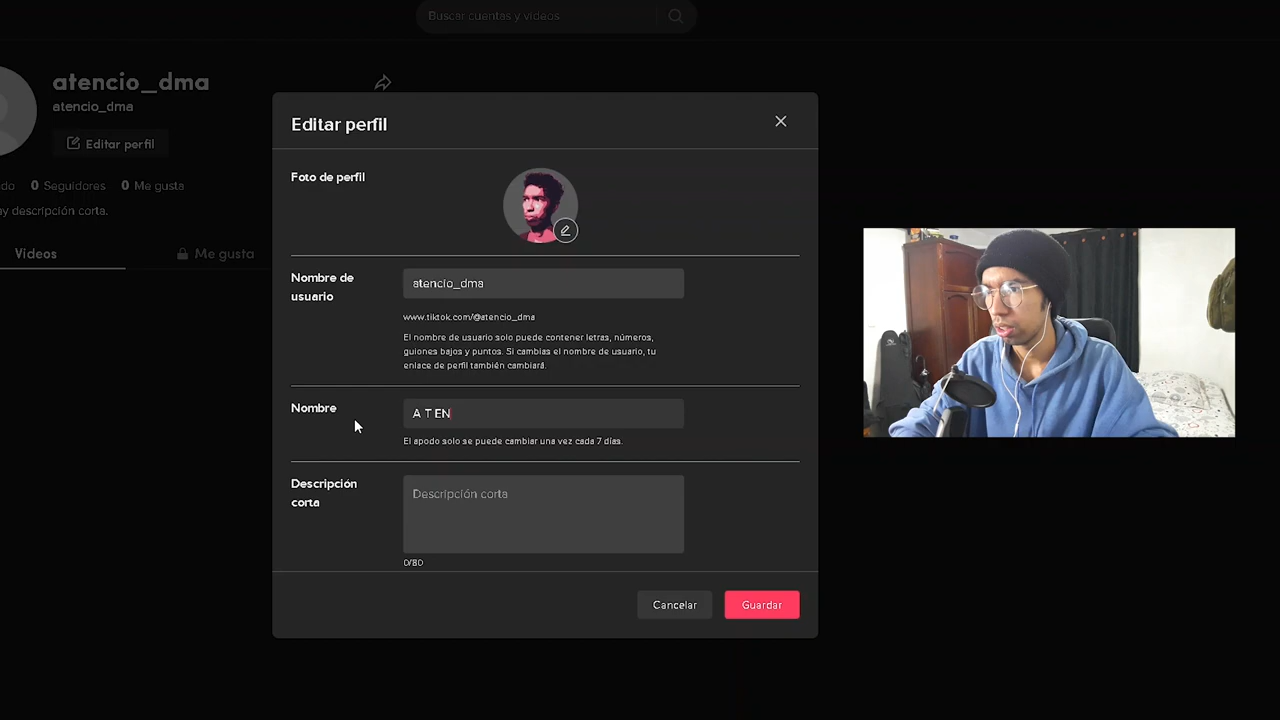 Buscar cuentas y videos
atencio_dma
atencio_dma
Editar perfil
0 Seguidores 0 Me gusta
descripción corta.
Videos
Me gusta
Editar perfil
Foto de perfil
Nombre de
usuario
atencio_dma
www.tiktok.com/@atencio_dma
El nombre de usuario solo puede contener letras, números,
guiones bajos y puntos. Si cambias el nombre de usuario, tu
enlace de perfil también cambiará.
Nombre
A T EN
El apodo solo se puede cambiar una vez cada 7 días.
Descripción
corta
Descripción corta
0/80
Cancelar
Guardar